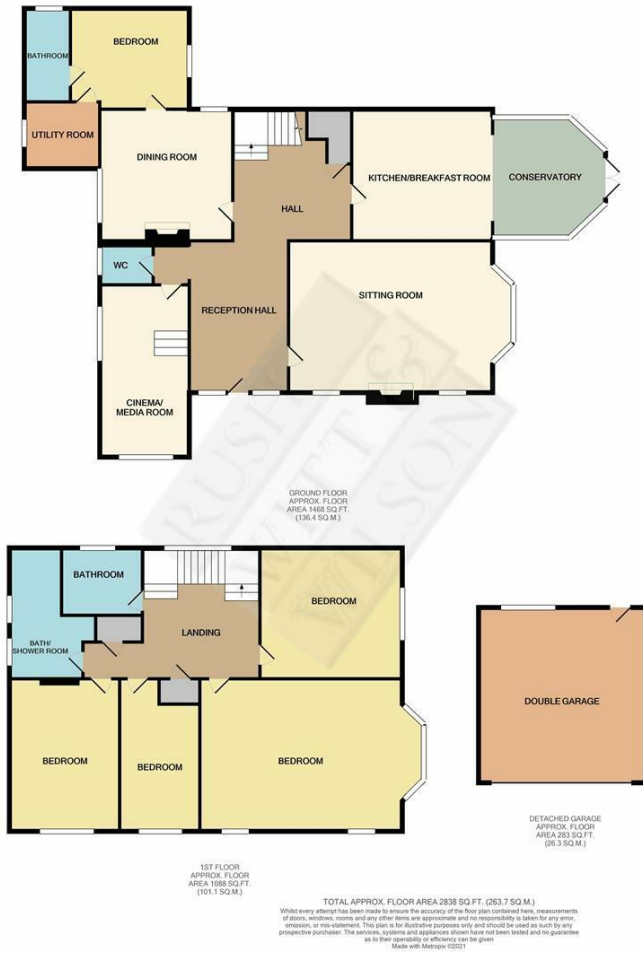 BATHROOM
BEDROOM
UTILITY ROOM
DINING ROOM
HALL
KITCHEN/BREAKFAST ROOM
CONSERVATORY
WC
SITTING ROOM
RECEPTION HALL
CINEMA/
MEDIA ROOM
RUSH
WITT &
WILSON
GROUND FLOOR
APPROX. FLOOR
AREA 1468 SQ.FT.
(136.4 SQ.M.)
BATHROOM
BATH/
SHOWER ROOM
LANDING
BEDROOM
BEDROOM
BEDROOM
BEDROOM
DOUBLE GARAGE
DETACHED GARAGE
APPROX. FLOOR
AREA 283 SQ.FT.
(26.3 SQ.M.)
1ST FLOOR
APPROX. FLOOR
AREA 1088 SQ.FT.
(101.1 SQ.M.)
TOTAL APPROX. FLOOR AREA 2838 SQ.FT. (263.7 SQ.M.)
Whilst every attempt has been made to ensure the accuracy of the floor plan contained here, measurements
of doors, windows, rooms and any other items are approximate and no responsibility is taken for any error,
omission, or mis-statement. This plan is for illustrative purposes only and should be used as such by any
prospective purchaser. The services, systems and appliances shown have not been tested and no guarantee
as to their operability or efficiency can be given
Made with Metropix ©2021